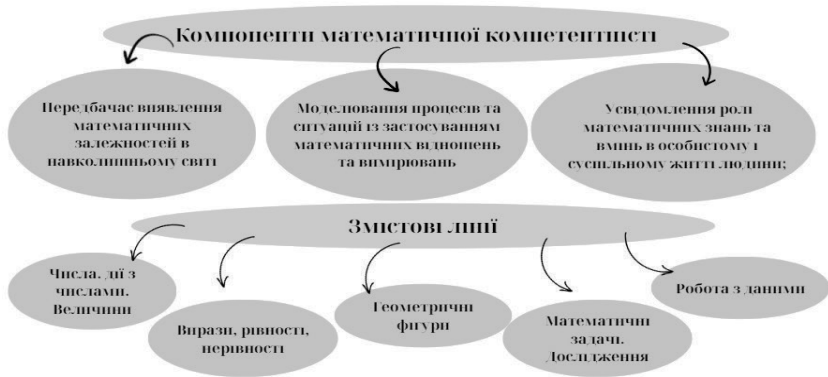 Компоненти математичної компетентністі
Передбачає виявлення
математичних
залежностей в
навколишньому світі
Моделювання процесів та
ситуацій із застосуванням
математичних відношень
та вимірювань
Усвідомлення ролі
математичних знань та
вмінь в особистому і
суспільному житті людини;
Змістові лінії
Числа. дії з
числами.
Величини
Вирази, рівності,
нерівності
Геометричні
фігури
Математичні
задачі.
Дослідження
Робота з даними